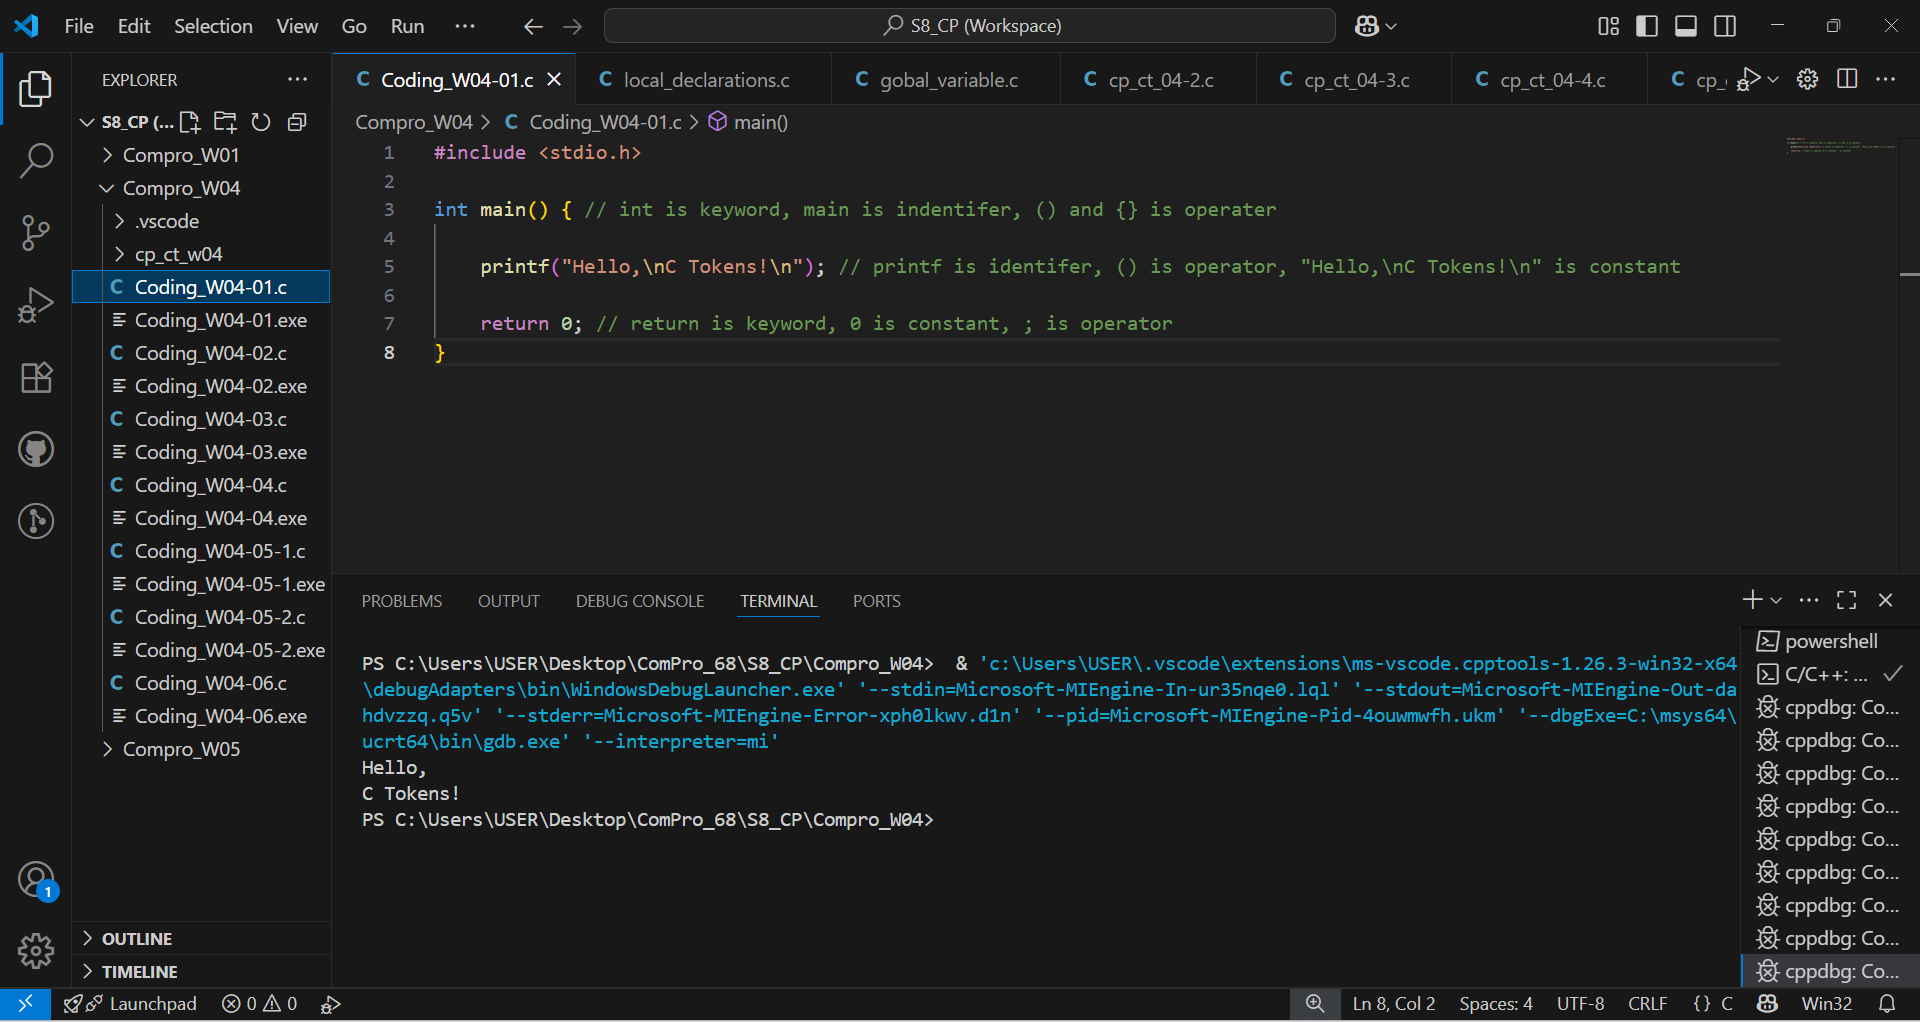 File Edit Selection View Go Run ··· S8_CP (Workspace)
EXPLORER
Coding_W04-01.c local_declarations.c gobal_variable.c cp_ct_04-2.c cp_ct_04-3.c cp_ct_04-4.c
S8_CP (...
Compro_W01
Compro_W04
.vscode
cp_ct_w04
Coding_W04-01.c
Coding_W04-01.exe
Coding_W04-02.c
Coding_W04-02.exe
Coding_W04-03.c
Coding_W04-03.exe
Coding_W04-04.c
Coding_W04-04.exe
Coding_W04-05-1.c
Coding_W04-05-1.exe
Coding_W04-05-2.c
Coding_W04-05-2.exe
Coding_W04-06.c
Coding_W04-06.exe
Compro_W05
OUTLINE
TIMELINE
Compro_W04 > C Coding_W04-01.c > main()
1 #include <stdio.h>
2
3 int main() { // int is keyword, main is indentifer, () and {} is operater
4
5 printf("Hello,\nC Tokens!\n"); // printf is identifer, () is operator, "Hello,\nC Tokens!\n" is constant
6
7 return 0; // return is keyword, 0 is constant, ; is operator
8 }
PROBLEMS OUTPUT DEBUG CONSOLE TERMINAL PORTS
PS C:\Users\USER\Desktop\ComPro_68\S8_CP\Compro_W04>  & 'c:\Users\USER\.vscode\extensions\ms-vscode.cpptools-1.26.3-win32-x64
\debugAdapters\bin\WindowsDebugLauncher.exe' '--stdin=Microsoft-MIEngine-In-ur35nqe0.lql' '--stdout=Microsoft-MIEngine-Out-da
hdvzzq.q5v' '--stderr=Microsoft-MIEngine-Error-xph0lkwv.d1n' '--pid=Microsoft-MIEngine-Pid-4ouwmwfh.ukm' '--dbgExe=C:\msys64\
ucrt64\bin\gdb.exe' '--interpreter=mi'
Hello,
C Tokens!
PS C:\Users\USER\Desktop\ComPro_68\S8_CP\Compro_W04>
powershell
C/C++: ...
cppdbg: Co...
cppdbg: Co...
cppdbg: Co...
cppdbg: Co...
cppdbg: Co...
cppdbg: Co...
cppdbg: Co...
cppdbg: Co...
cppdbg: Co...
1
Launchpad 0 0 Ln 8, Col 2 Spaces: 4 UTF-8 CRLF {} C Win32